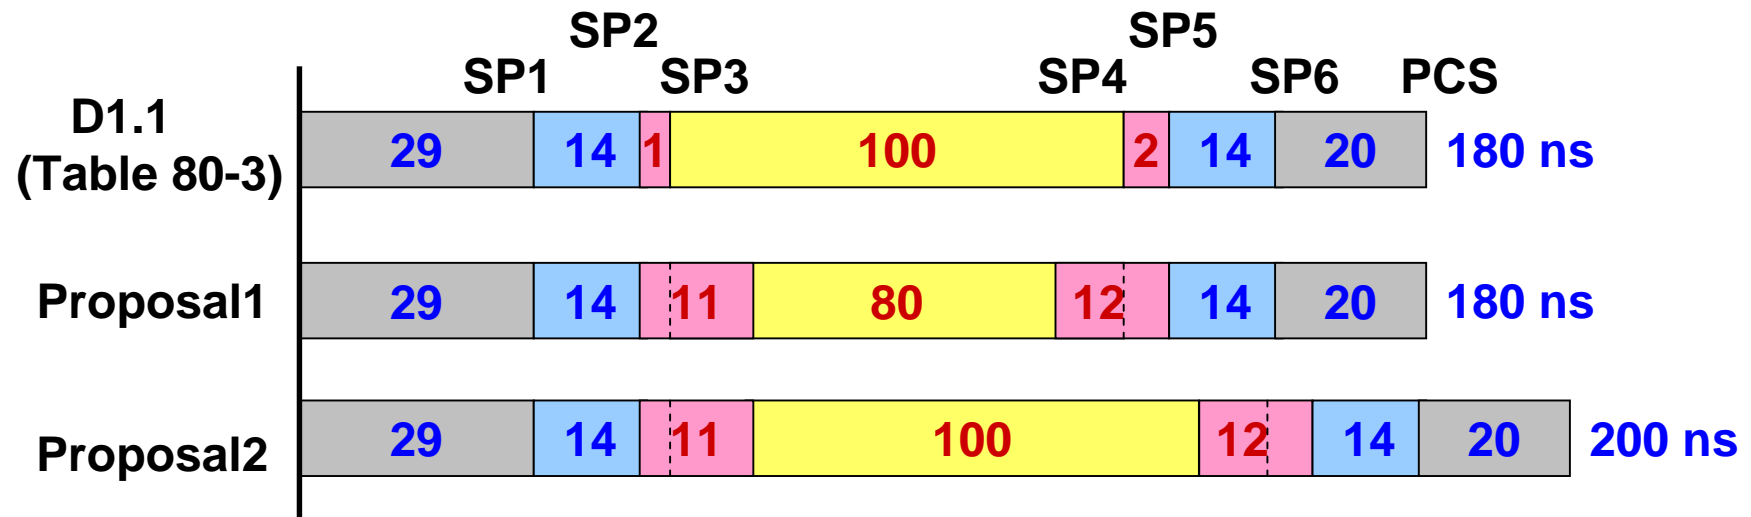 SP2 SP5
SP1 SP3 SP4 SP6 PCS
D1.1
(Table 80-3)
29 14 1 100 2 14 20 180 ns
Proposal1 29 14 11 80 12 14 20 180 ns
Proposal2 29 14 11 100 12 14 20 200 ns